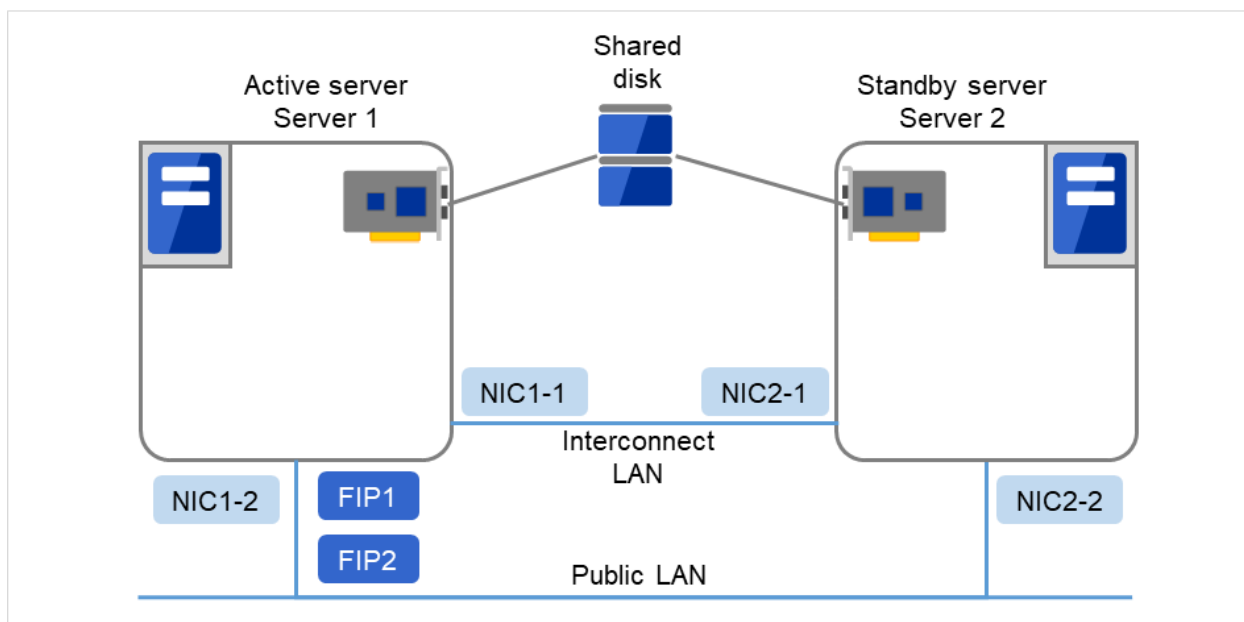 Shared
disk
Active server
Server 1
Standby server
Server 2
NIC1-1
NIC2-1
Interconnect
LAN
NIC1-2
FIP1
NIC2-2
FIP2
Public LAN